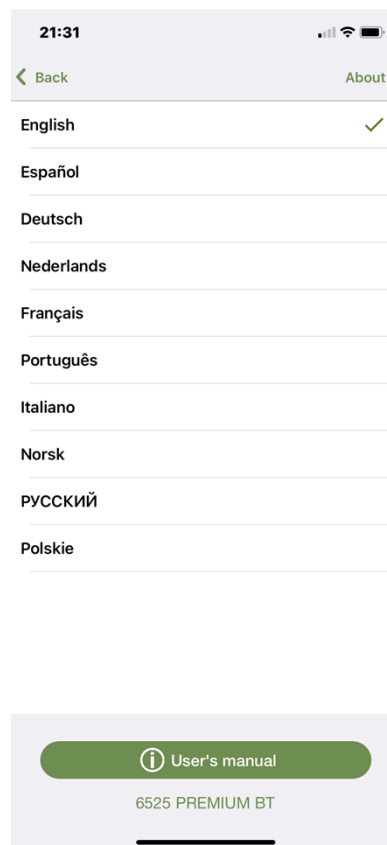 21:31
Back About
English
Español
Deutsch
Nederlands
Français
Português
Italiano
Norsk
РУССКИЙ
Polskie
User's manual
6525 PREMIUM BT